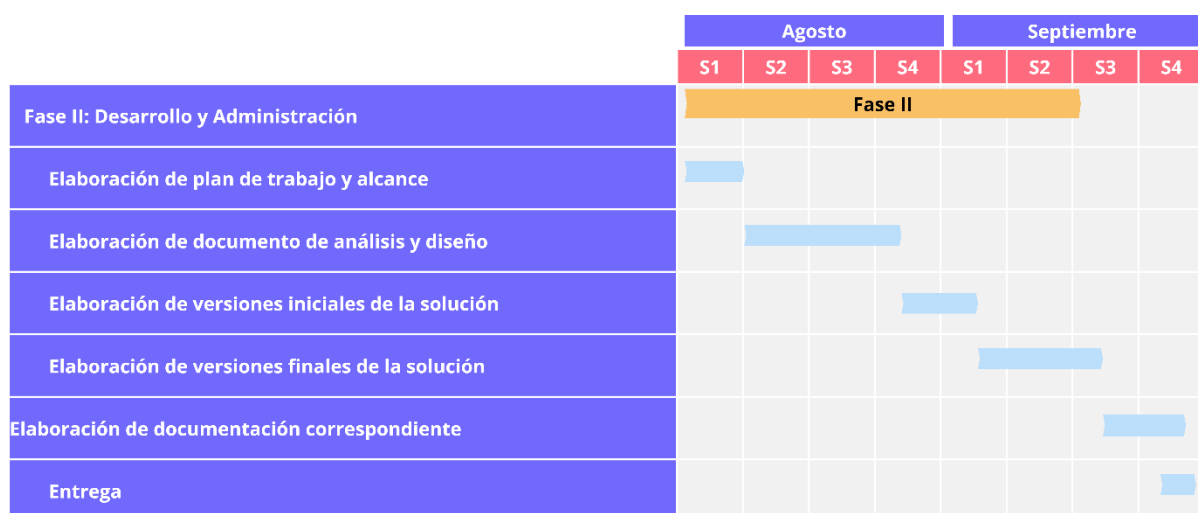 Agosto Septiembre
S1 S2 S3 S4 S1 S2 S3 S4
Fase II: Desarrollo y Administración Fase II
Elaboración de plan de trabajo y alcance
Elaboración de documento de análisis y diseño
Elaboración de versiones iniciales de la solución
Elaboración de versiones finales de la solución
Elaboración de documentación correspondiente
Entrega